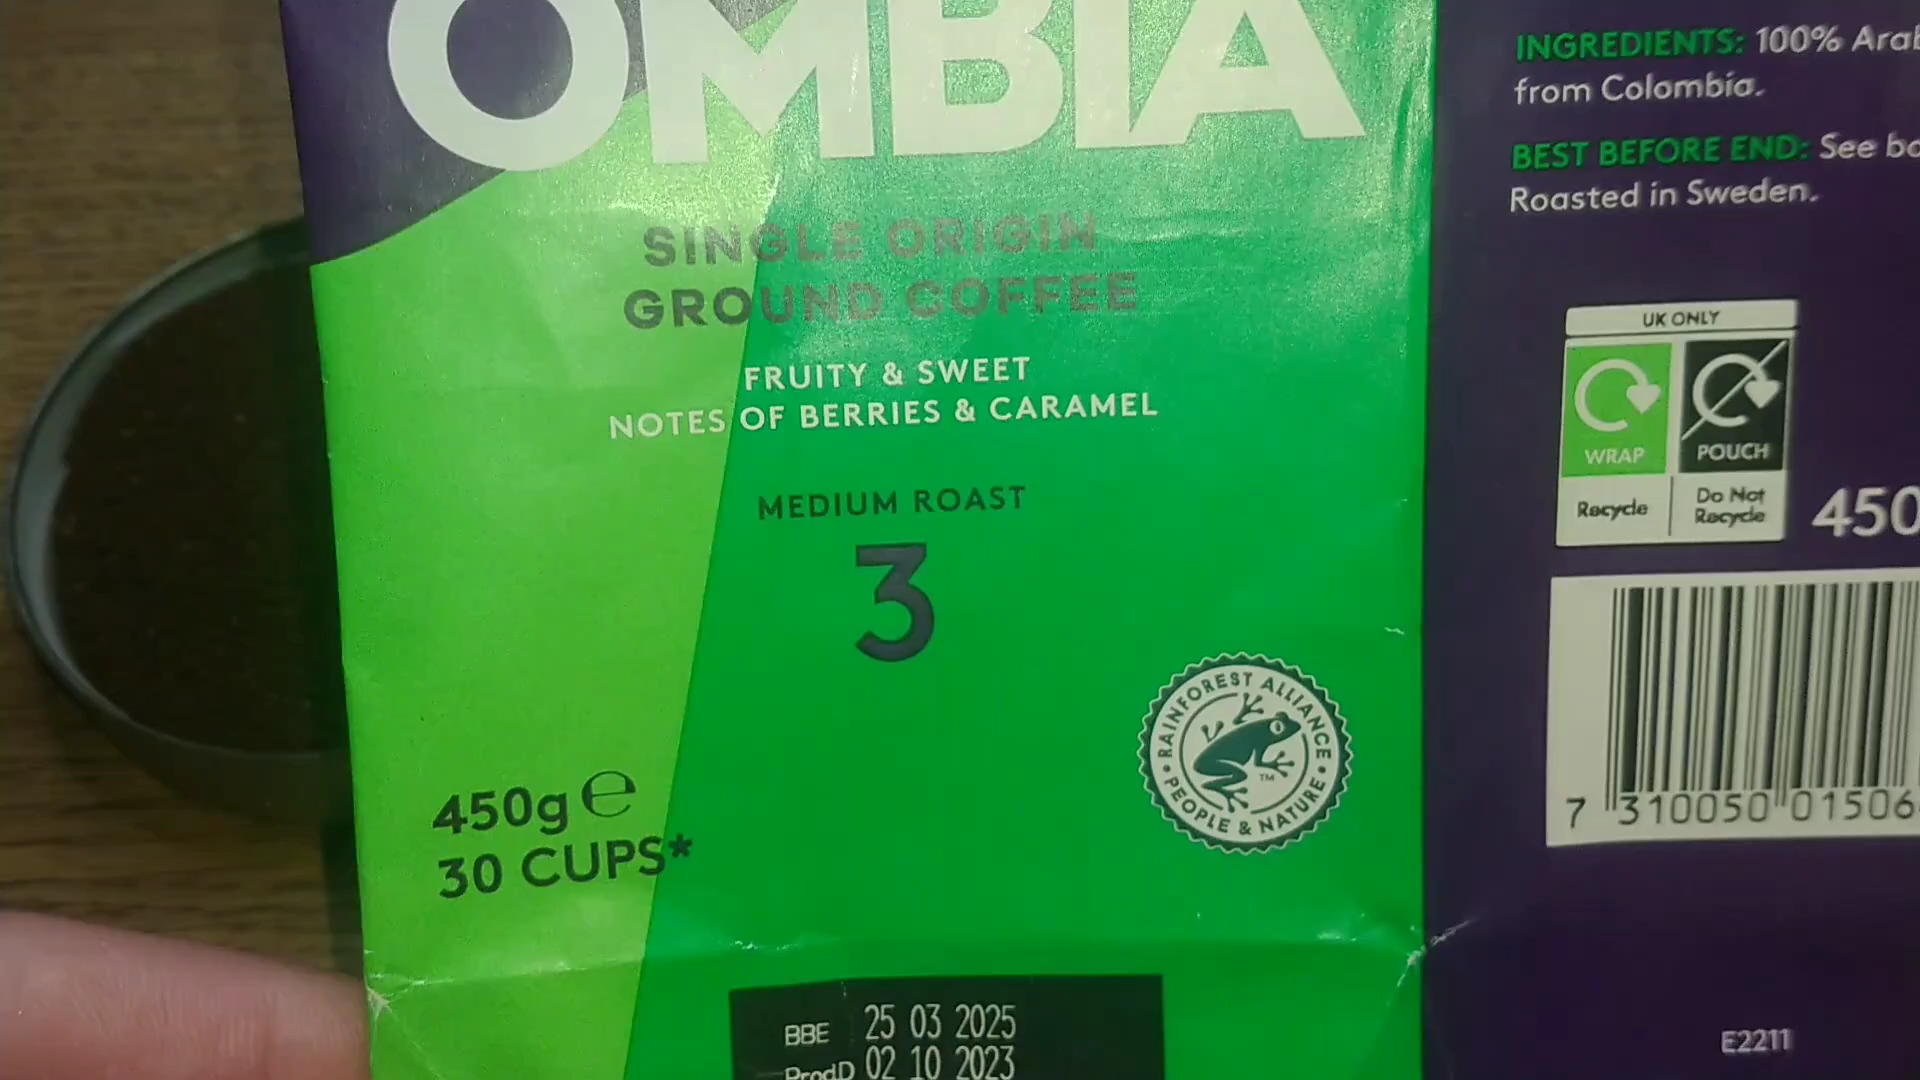 OMBIA
SINGLE ORIGIN
GROUND COFFEE
FRUITY & SWEET
NOTES OF BERRIES & CARAMEL
MEDIUM ROAST
3
RAINFOREST ALLIANCE
PEOPLE & NATURE
TM
450g e
30 CUPS*
BBE 25 03 2025
ProdD 02 10 2023
INGREDIENTS: 100%
from Colombia.
BEST BEFORE END: See
Roasted in Sweden.
UK ONLY
WRAP POUCH
Recycle Do Not
Recycle
450
7 310050 01506
E2211